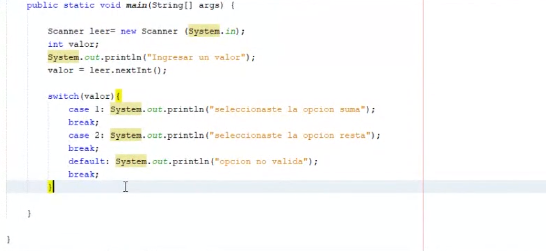 public static void main(String[] args) {
Scanner leer= new Scanner (System.in);
int valor;
System.out.println("Ingresar un valor");
valor = leer.nextInt();
switch(valor){
case 1: System.out.println("seleccionaste la opcion suma");
break;
case 2: System.out.println("seleccionaste la opcion resta");
break;
default: System.out.println("opcion no valida");
break;
}
}
}